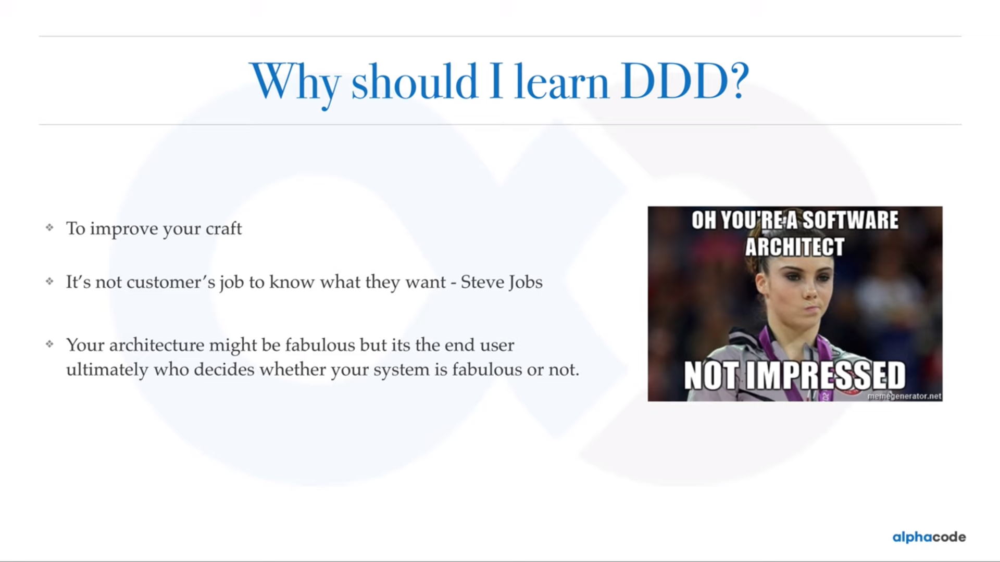 Why should I learn DDD?
To improve your craft
It’s not customer’s job to know what they want - Steve Jobs
Your architecture might be fabulous but its the end user
ultimately who decides whether your system is fabulous or not.
OH YOU'RE A SOFTWARE
ARCHITECT
NOT IMPRESSED
memegenerator.net
alphacode